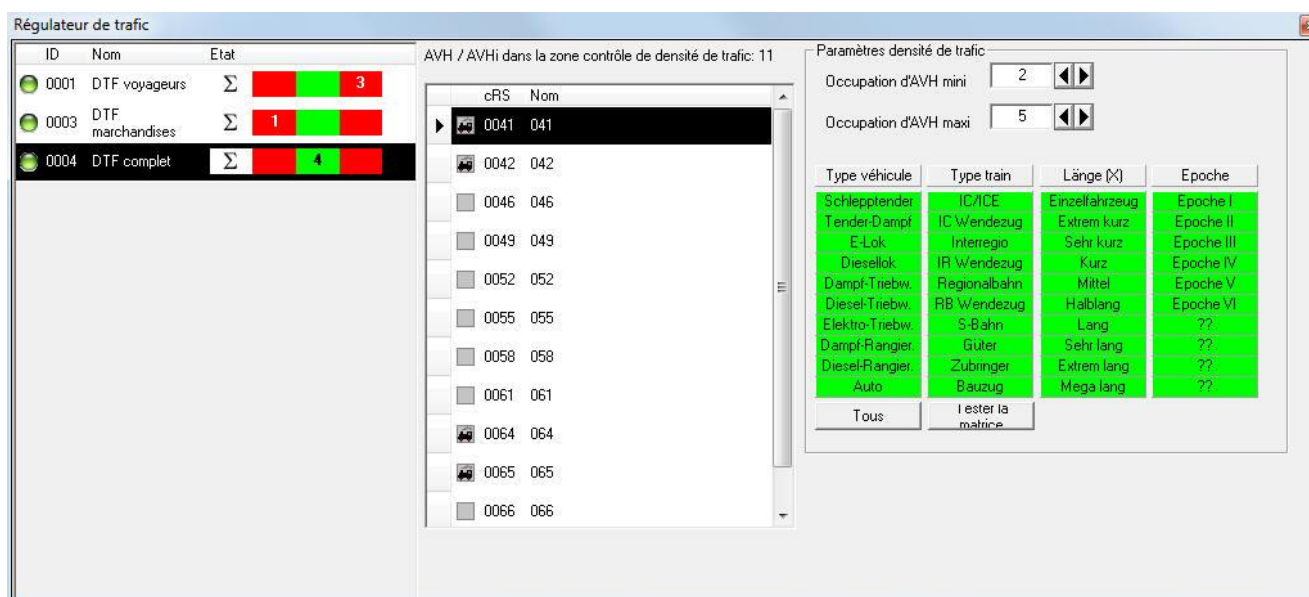 Régulateur de trafic
ID Nom Etat
0001 DTF voyageurs Σ 3
0003 DTF marchandises Σ 1
0004 DTF complet Σ 4
AVH / AVHi dans la zone contrôle de densité de trafic: 11
cRS Nom
0041 041
0042 042
0046 046
0049 049
0052 052
0055 055
0058 058
0061 061
0064 064
0065 065
0066 066
Paramètres densité de trafic
Occupation d'AVH mini 2
Occupation d'AVH maxi 5
Type véhicule Type train Länge (X) Epoche
Schlepptender IC/ICE Einzelfahrzeug Epoche I
Tender-Dampf IC Wendezug Extrem kurz Epoche II
E-Lok Interregio Sehr kurz Epoche III
Diesellok IR Wendezug Kurz Epoche IV
Dampf-Triebw. Regionalbahn Mittel Epoche V
Diesel-Triebw. RB Wendezug Halblang Epoche VI
Elektro-Triebw. S-Bahn Lang ??
Dampf-Rangier. Güter Sehr lang ??
Diesel-Rangier. Zubringer Extrem lang ??
Auto Bauzug Mega lang ??
Tous Tester la matrice